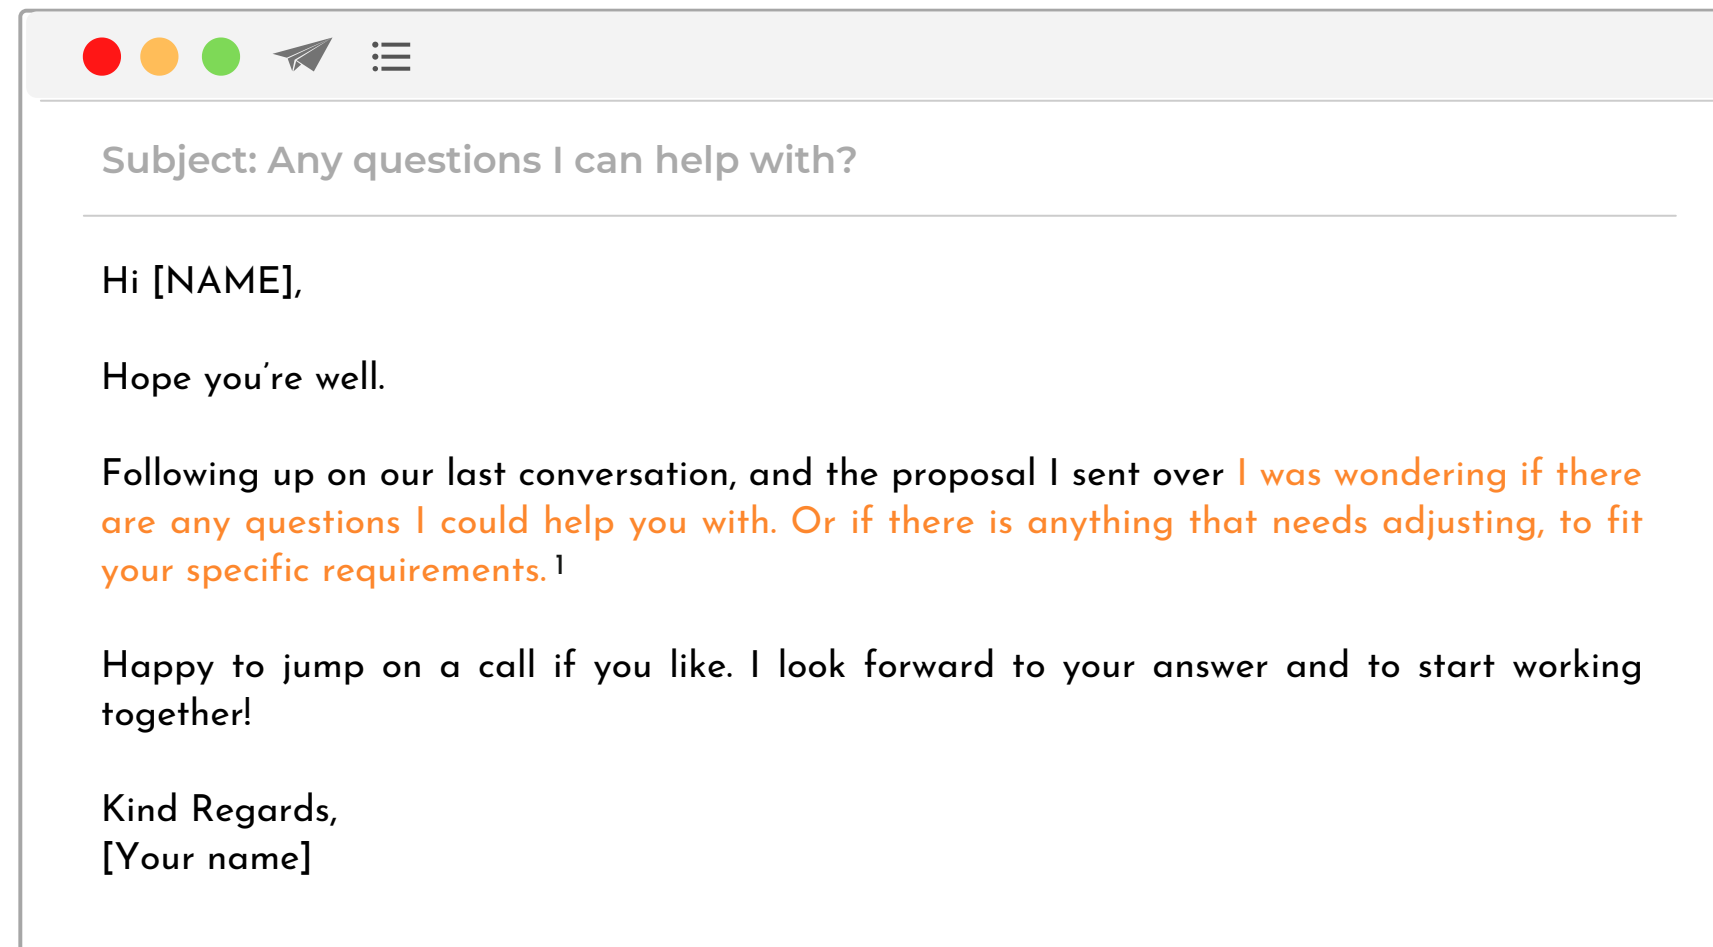 Subject: Any questions I can help with?
Hi [NAME],
Hope you’re well.
Following up on our last conversation, and the proposal I sent over I was wondering if there
are any questions I could help you with. Or if there is anything that needs adjusting, to fit
your specific requirements. 1
Happy to jump on a call if you like. I look forward to your answer and to start working
together!
Kind Regards,
[Your name]